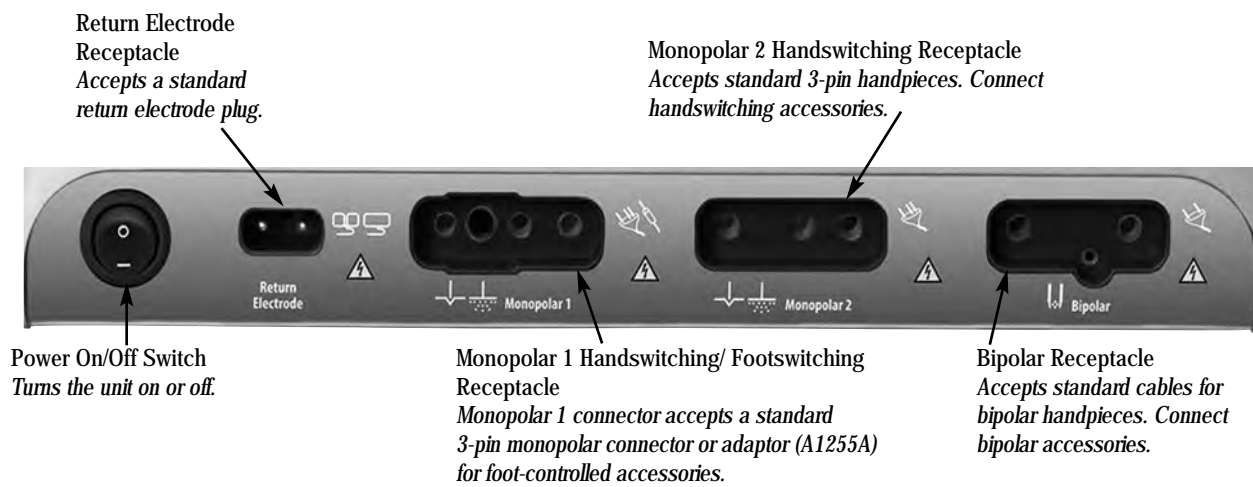 Return Electrode
Receptacle
Accepts a standard
return electrode plug.
Monopolar 2 Handswitching Receptacle
Accepts standard 3-pin handpieces. Connect
handswitching accessories.
Return
Electrode
Monopolar 1
Monopolar 2
Bipolar
Power On/Off Switch
Turns the unit on or off.
Monopolar 1 Handswitching/ Footswitching
Receptacle
Monopolar 1 connector accepts a standard
3-pin monopolar connector or adaptor (A1255A)
for foot-controlled accessories.
Bipolar Receptacle
Accepts standard cables for
bipolar handpieces. Connect
bipolar accessories.